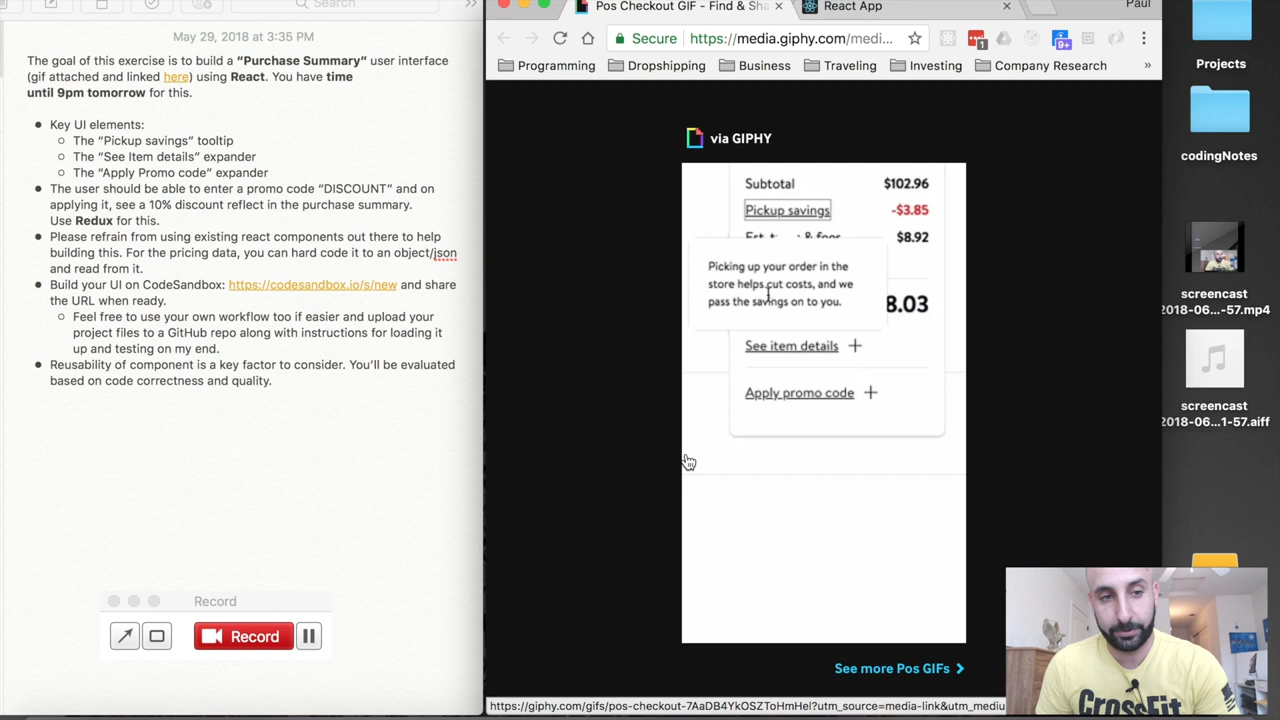 Search
May 29, 2018 at 3:35 PM
The goal of this exercise is to build a “Purchase Summary” user interface
(gif attached and linked here) using React. You have time
until 9pm tomorrow for this.
Key UI elements:
The “Pickup savings” tooltip
The “See Item details” expander
The “Apply Promo code” expander
The user should be able to enter a promo code “DISCOUNT” and on
applying it, see a 10% discount reflect in the purchase summary.
Use Redux for this.
Please refrain from using existing react components out there to help
building this. For the pricing data, you can hard code it to an object/json
and read from it.
Build your UI on CodeSandbox: https://codesandbox.io/s/new and share
the URL when ready.
Feel free to use your own workflow too if easier and upload your
project files to a GitHub repo along with instructions for loading it
up and testing on my end.
Reusability of component is a key factor to consider. You’ll be evaluated
based on code correctness and quality.
Record
Record
Pos Checkout GIF - Find & Sha
React App
Paul
Secure
https://media.giphy.com/medi...
1
9+
Programming
Dropshipping
Business
Traveling
Investing
Company Research
»
via GIPHY
Subtotal $102.96
Pickup savings -$3.85
& fees $8.92
Picking up your order in the
store helps cut costs, and we
pass the savings on to you.
8.03
See item details +
Apply promo code +
See more Pos GIFs
https://giphy.com/gifs/pos-checkout-7AaDB4YkOSZToHmHel?utm_source=media-link&utm_mediu
Projects
codingNotes
screencast
2018-06...-57.mp4
screencast
2018-06...1-57.aiff
CrossFit